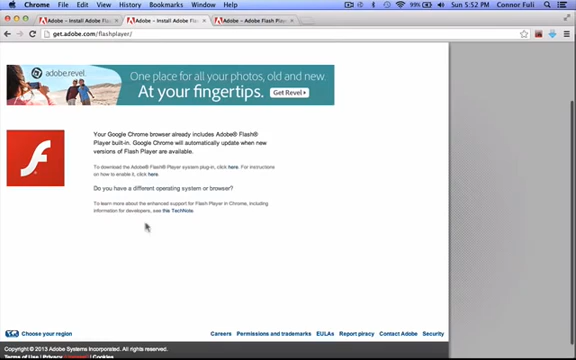 Chrome File Edit View History Bookmarks Window Help 99% Sun 5:52 PM Connor Fuli
Adobe - Install Adobe Fla Adobe - Install Adobe Fla Adobe - Adobe Flash Play
get.adobe.com/flashplayer/
adobe revel.
One place for all your photos, old and new.
At your fingertips.
Get Revel
Your Google Chrome browser already includes Adobe® Flash®
Player built-in. Google Chrome will automatically update when new
versions of Flash Player are available.
To download the Adobe® Flash® Player system plug-in, click here. For instructions
on how to enable it, click here.
Do you have a different operating system or browser?
To learn more about the enhanced support for Flash Player in Chrome, including
information for developers, see this TechNote.
Choose your region Careers Permissions and trademarks EULAs Report piracy Contact Adobe Security
Copyright © 2013 Adobe Systems Incorporated. All rights reserved.
Terms of Use | Privacy | Cookies